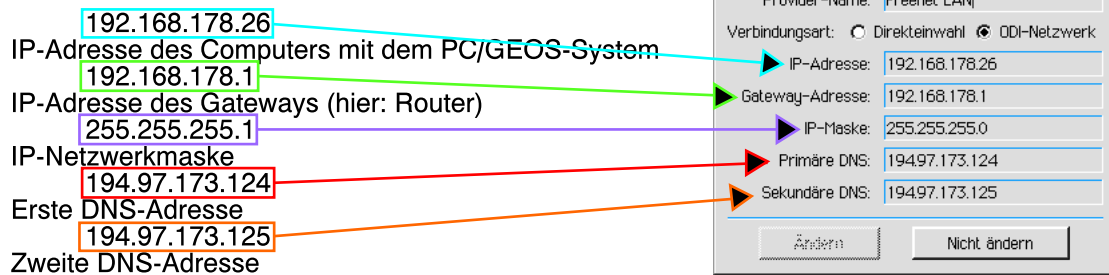 192.168.178.26
IP-Adresse des Computers mit dem PC/GEOS-System
192.168.178.1
IP-Adresse des Gateways (hier: Router)
255.255.255.1
IP-Netzwerkmaske
194.97.173.124
Erste DNS-Adresse
194.97.173.125
Zweite DNS-Adresse
Provider-Name: Freenet LAN
Verbindungsart: Direkteinwahl ODI-Netzwerk
IP-Adresse: 192.168.178.26
Gateway-Adresse: 192.168.178.1
IP-Maske: 255.255.255.0
Primäre DNS: 194.97.173.124
Sekundäre DNS: 194.97.173.125
Ändern Nicht ändern